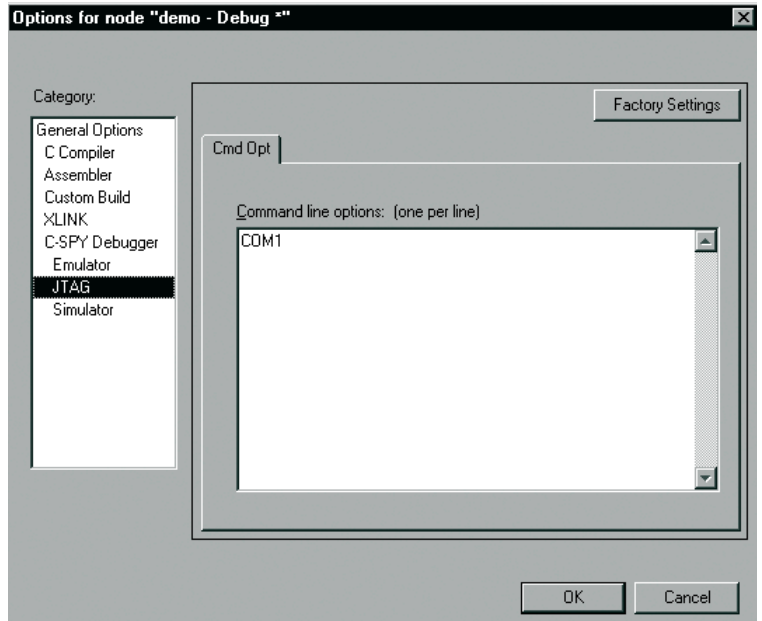 Options for node "demo - Debug *"
Category:
General Options
C Compiler
Assembler
Custom Build
XLINK
C-SPY Debugger
Emulator
JTAG
Simulator
Factory Settings
Cmd Opt
Command line options: (one per line)
COM1
OK
Cancel